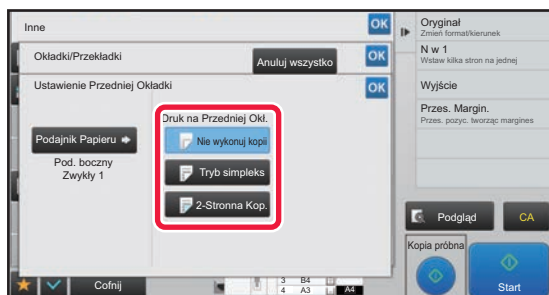 Inne
OK
Okładki/Przekładki
Anuluj wszystko
OK
Ustawienie Przedniej Okładki
OK
Druk na Przedniej Okł.
Podajnik Papieru
Pod. boczny
Zwykły 1
Nie wykonuj kopii
Tryb simpleks
2-Stronna Kop.
Cofnij
3 B4
4 A3
A4
Oryginał
Zmień format/kierunek
N w 1
Wstaw kilka stron na jednej
Wyjście
Przes. Margin.
Przes. pozyc. tworząc margines
Podgląd
CA
Kopia próbna
Start